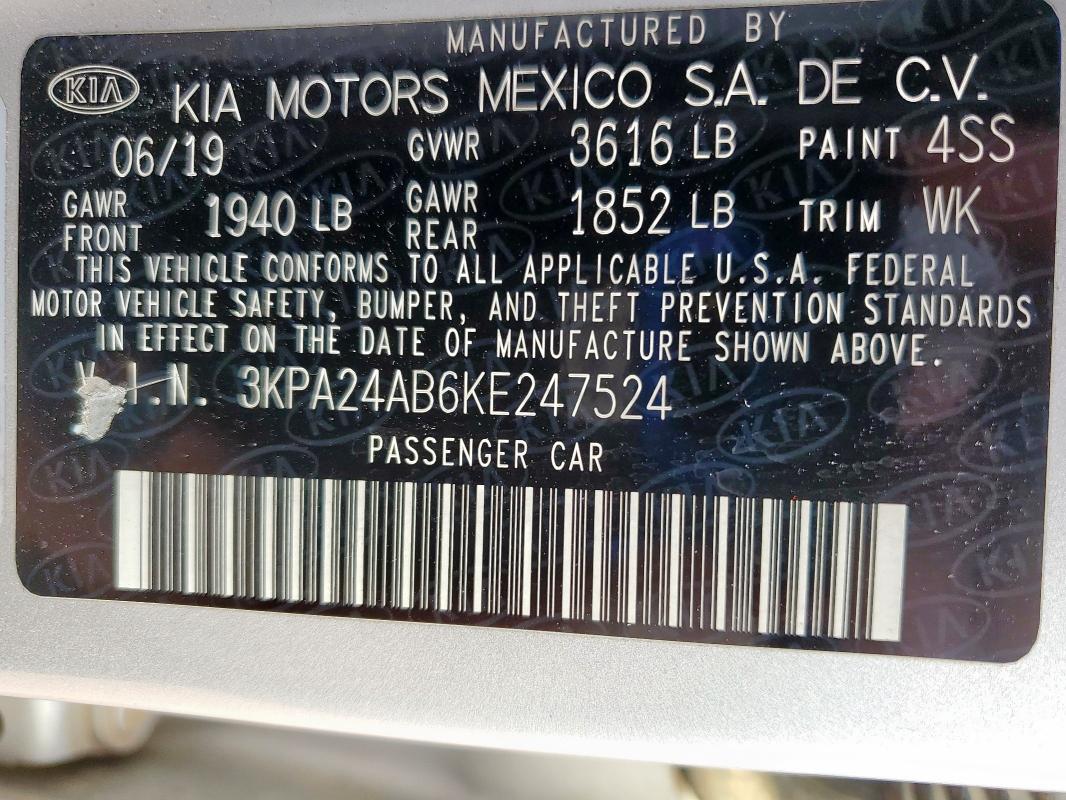 MANUFACTURED BY
KIA KIA MOTORS MEXICO S.A. DE C.V.
06/19 GVWR 3616 LB PAINT 4SS
GAWR FRONT 1940 LB GAWR REAR 1852 LB TRIM WK
THIS VEHICLE CONFORMS TO ALL APPLICABLE U.S.A. FEDERAL
MOTOR VEHICLE SAFETY, BUMPER, AND THEFT PREVENTION STANDARDS
IN EFFECT ON THE DATE OF MANUFACTURE SHOWN ABOVE.
V.I.N. 3KPA24AB6KE247524
PASSENGER CAR